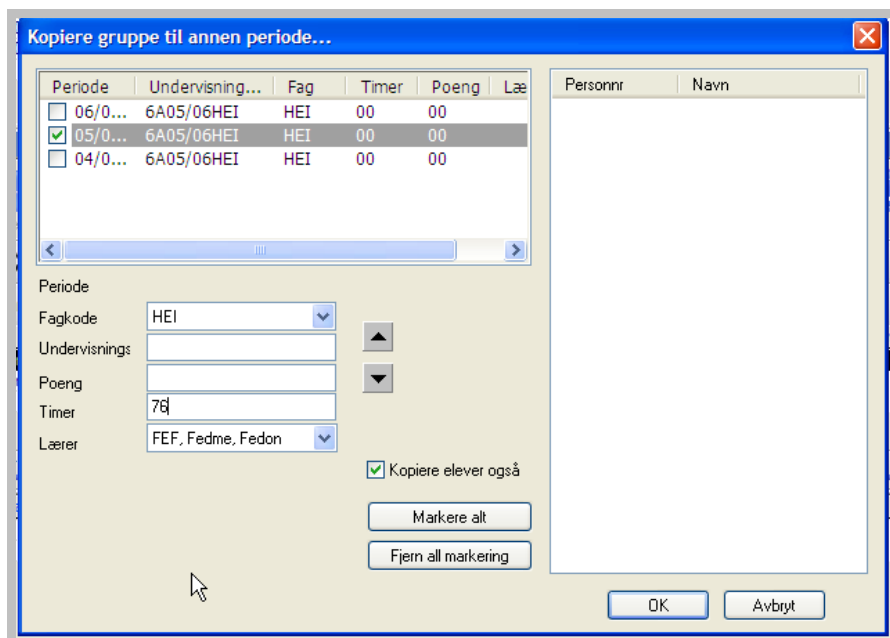 Kopiere gruppe til annen periode...
Periode Undervisning... Fag Timer Poeng Læ
06/0... 6A05/06HEI HEI 00 00
05/0... 6A05/06HEI HEI 00 00
04/0... 6A05/06HEI HEI 00 00
Personnr Navn
Periode
Fagkode HEI
Undervisnings
Poeng
Timer 76
Lærer FEF, Fedme, Fedon
Kopiere elever også
Markere alt
Fjern all markering
OK Avbryt